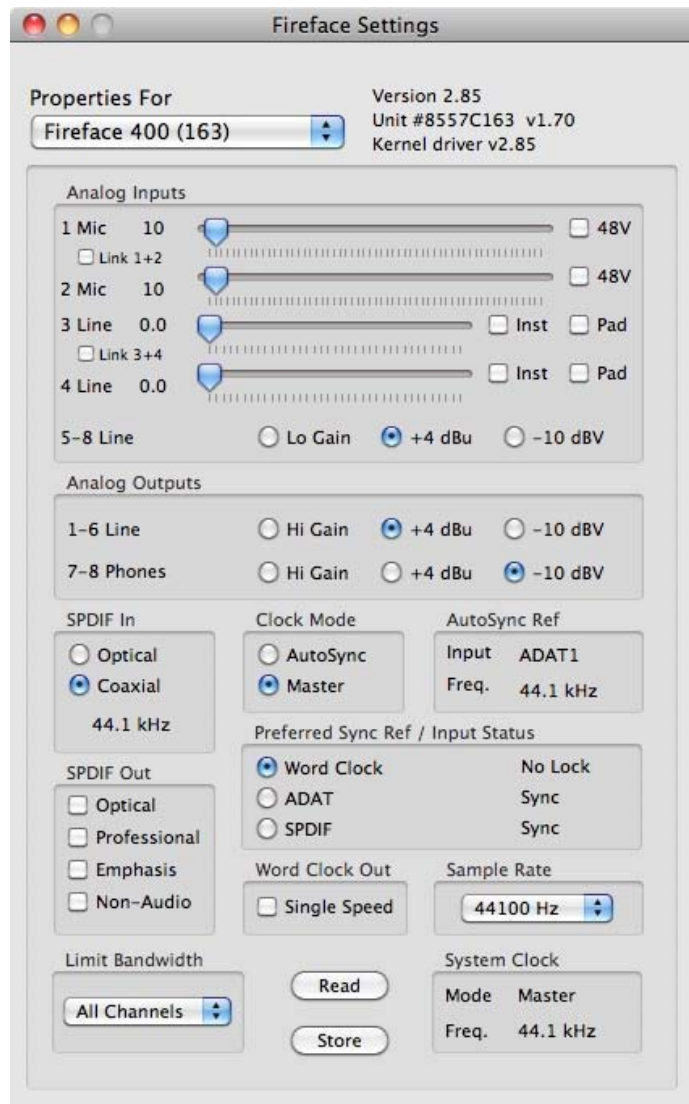 Fireface Settings
Properties For
Fireface 400 (163)
Version 2.85
Unit #8557C163 v1.70
Kernel driver v2.85
Analog Inputs
1 Mic 10 48V
Link 1+2
2 Mic 10 48V
3 Line 0.0 Inst Pad
Link 3+4
4 Line 0.0 Inst Pad
5-8 Line Lo Gain +4 dBu -10 dBV
Analog Outputs
1-6 Line Hi Gain +4 dBu -10 dBV
7-8 Phones Hi Gain +4 dBu -10 dBV
SPDIF In
Optical
Coaxial
44.1 kHz
Clock Mode
AutoSync
Master
AutoSync Ref
Input ADAT1
Freq. 44.1 kHz
Preferred Sync Ref / Input Status
Word Clock No Lock
ADAT Sync
SPDIF Sync
SPDIF Out
Optical
Professional
Emphasis
Non-Audio
Word Clock Out
Single Speed
Sample Rate
44100 Hz
Limit Bandwidth
All Channels
Read
Store
System Clock
Mode Master
Freq. 44.1 kHz